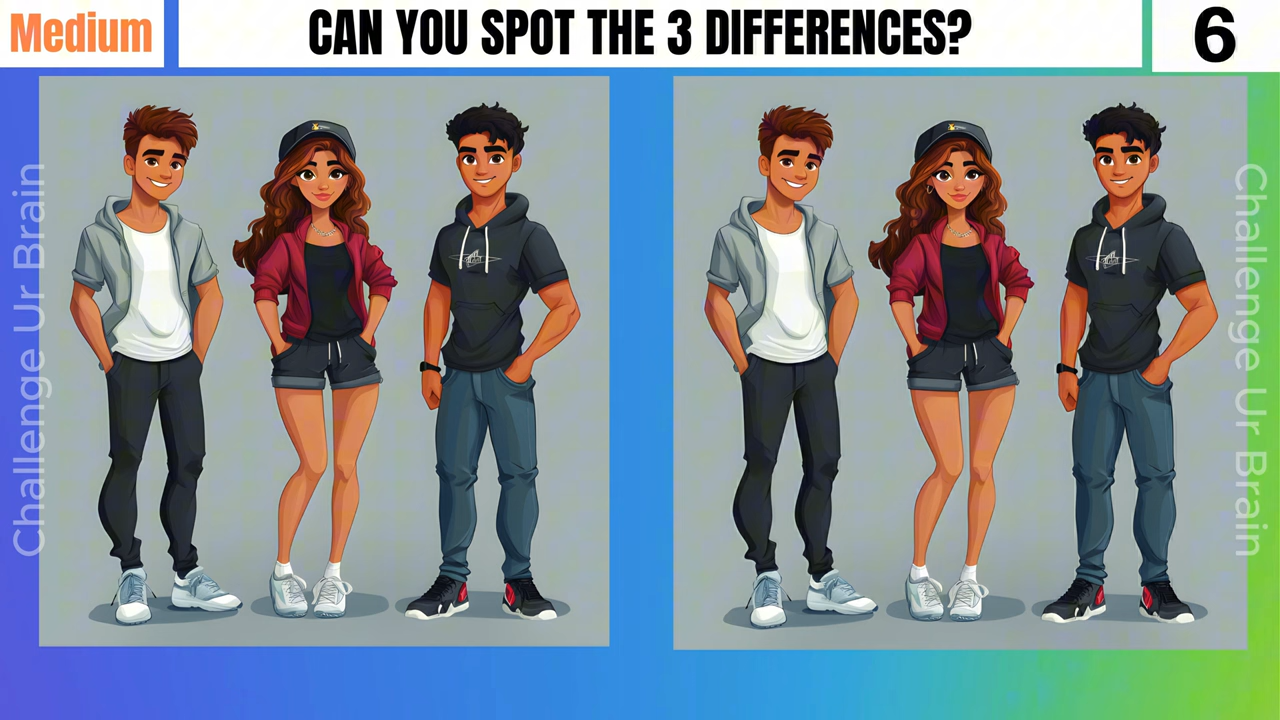 Medium
CAN YOU SPOT THE 3 DIFFERENCES?
6
Challenge Ur Brain
Challenge Ur Brain